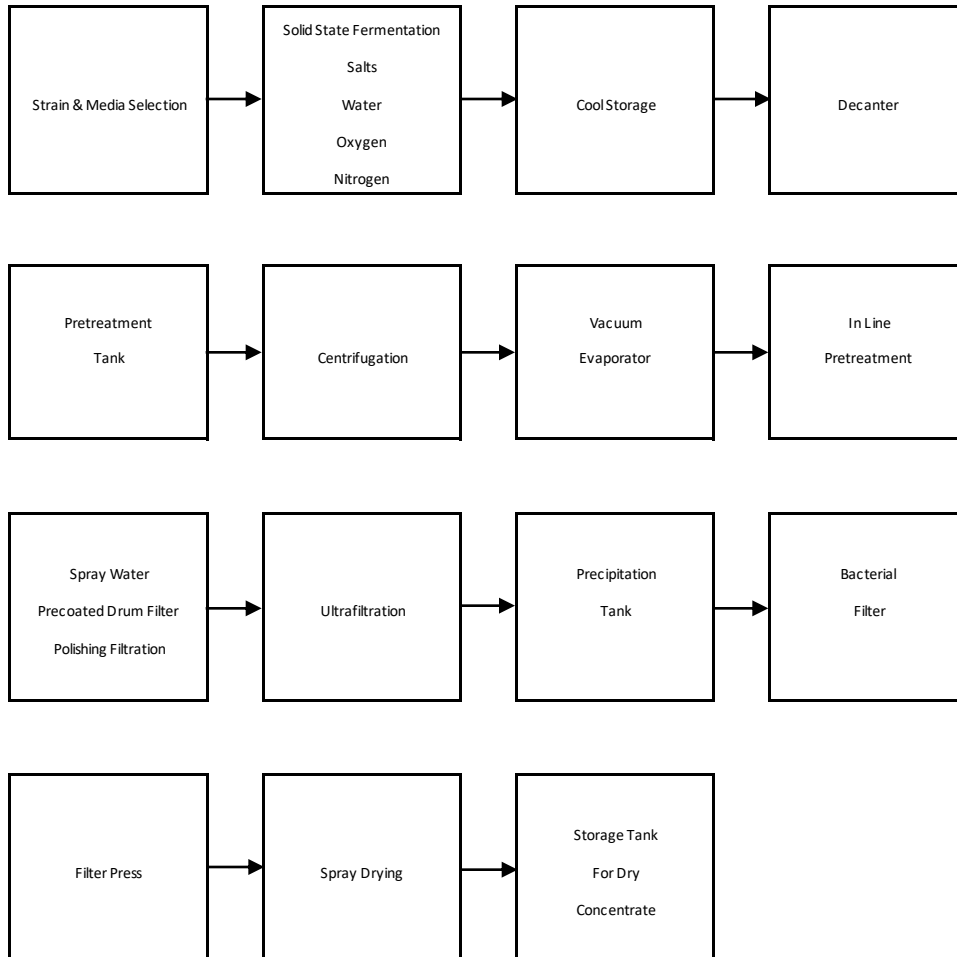 Strain & Media Selection
Solid State Fermentation
Salts
Water
Oxygen
Nitrogen
Cool Storage
Decanter
Pretreatment
Tank
Centrifugation
Vacuum
Evaporator
In Line
Pretreatment
Spray Water
Precoated Drum Filter
Polishing Filtration
Ultrafiltration
Precipitation
Tank
Bacterial
Filter
Filter Press
Spray Drying
Storage Tank
For Dry
Concentrate